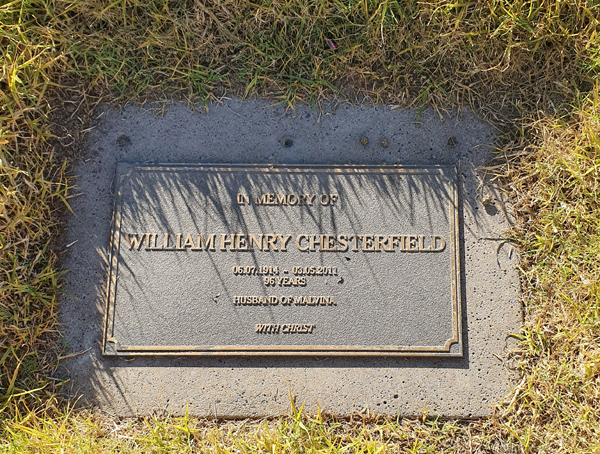 IN MEMORY OF
WILLIAM HENRY CHESTERFIELD
06.07.1914 – 03.05.2011
96 YEARS
HUSBAND OF MALVINA
WITH CHRIST